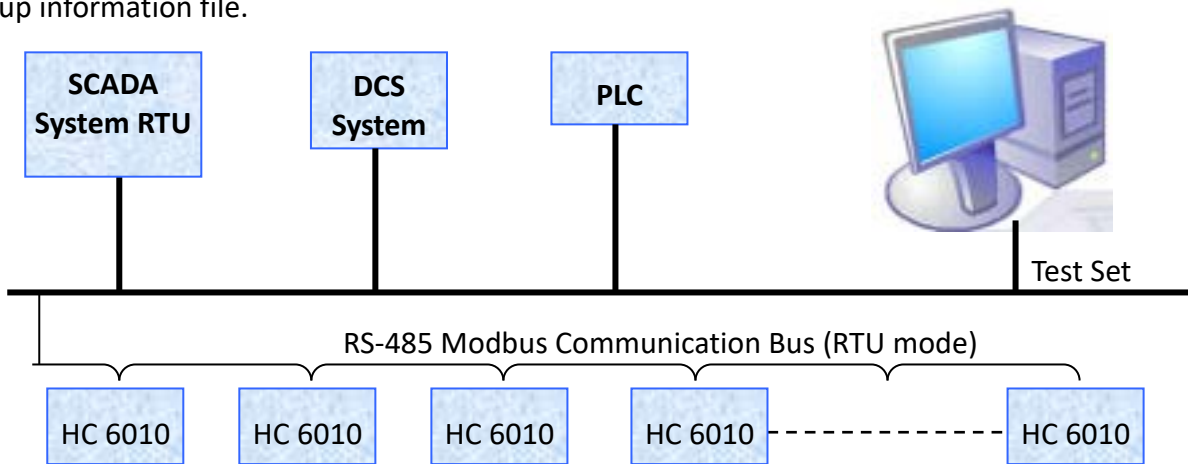 up information file.
SCADA
System RTU
DCS
System
PLC
Test Set
RS-485 Modbus Communication Bus (RTU mode)
HC 6010
HC 6010
HC 6010
HC 6010
HC 6010